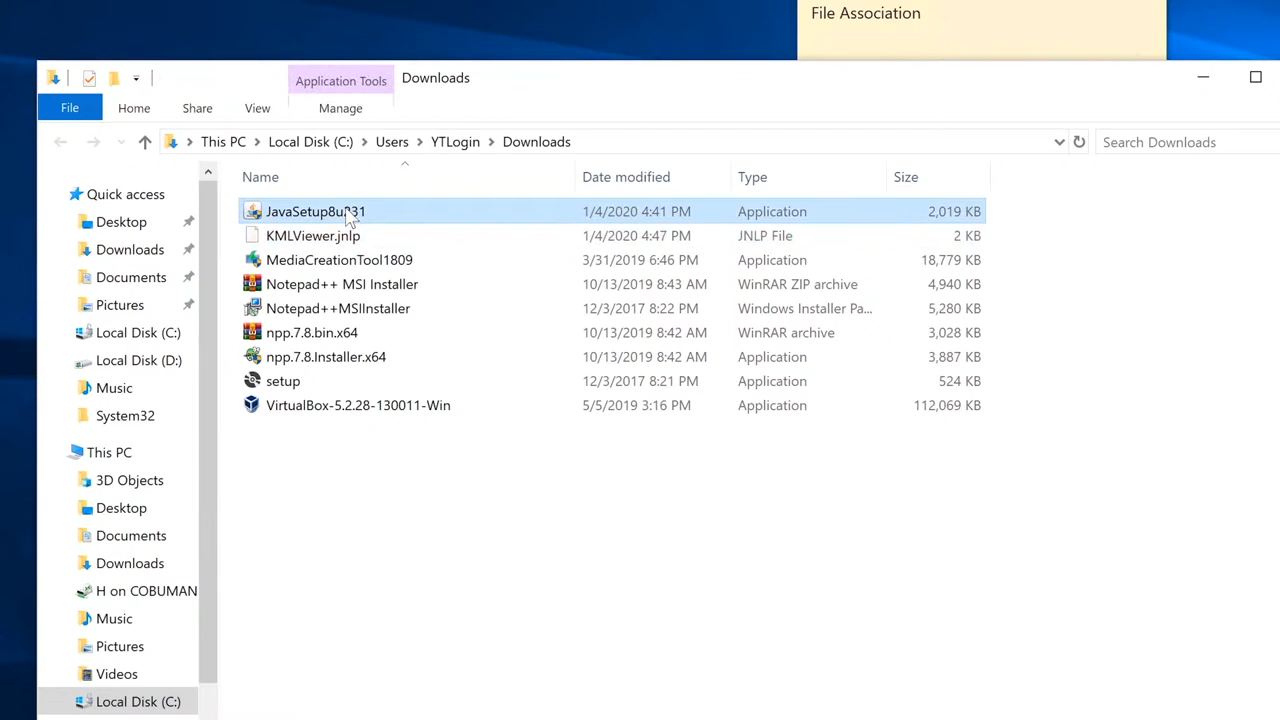 File Association
Application Tools
Downloads
File
Home
Share
View
Manage
This PC > Local Disk (C:) > Users > YTLogin > Downloads
Search Downloads
Name
Date modified
Type
Size
Quick access
Desktop
Downloads
Documents
Pictures
Local Disk (C:)
Local Disk (D:)
Music
System32
This PC
3D Objects
Desktop
Documents
Downloads
H on COBUMAN
Music
Pictures
Videos
Local Disk (C:)
JavaSetup8u231 1/4/2020 4:41 PM Application 2,019 KB
KMLViewer.jnlp 1/4/2020 4:47 PM JNLP File 2 KB
MediaCreationTool1809 3/31/2019 6:46 PM Application 18,779 KB
Notepad++ MSI Installer 10/13/2019 8:43 AM WinRAR ZIP archive 4,940 KB
Notepad++MSIInstaller 12/3/2017 8:22 PM Windows Installer Pa... 5,280 KB
npp.7.8.bin.x64 10/13/2019 8:42 AM WinRAR archive 3,028 KB
npp.7.8.Installer.x64 10/13/2019 8:42 AM Application 3,887 KB
setup 12/3/2017 8:21 PM Application 524 KB
VirtualBox-5.2.28-130011-Win 5/5/2019 3:16 PM Application 112,069 KB